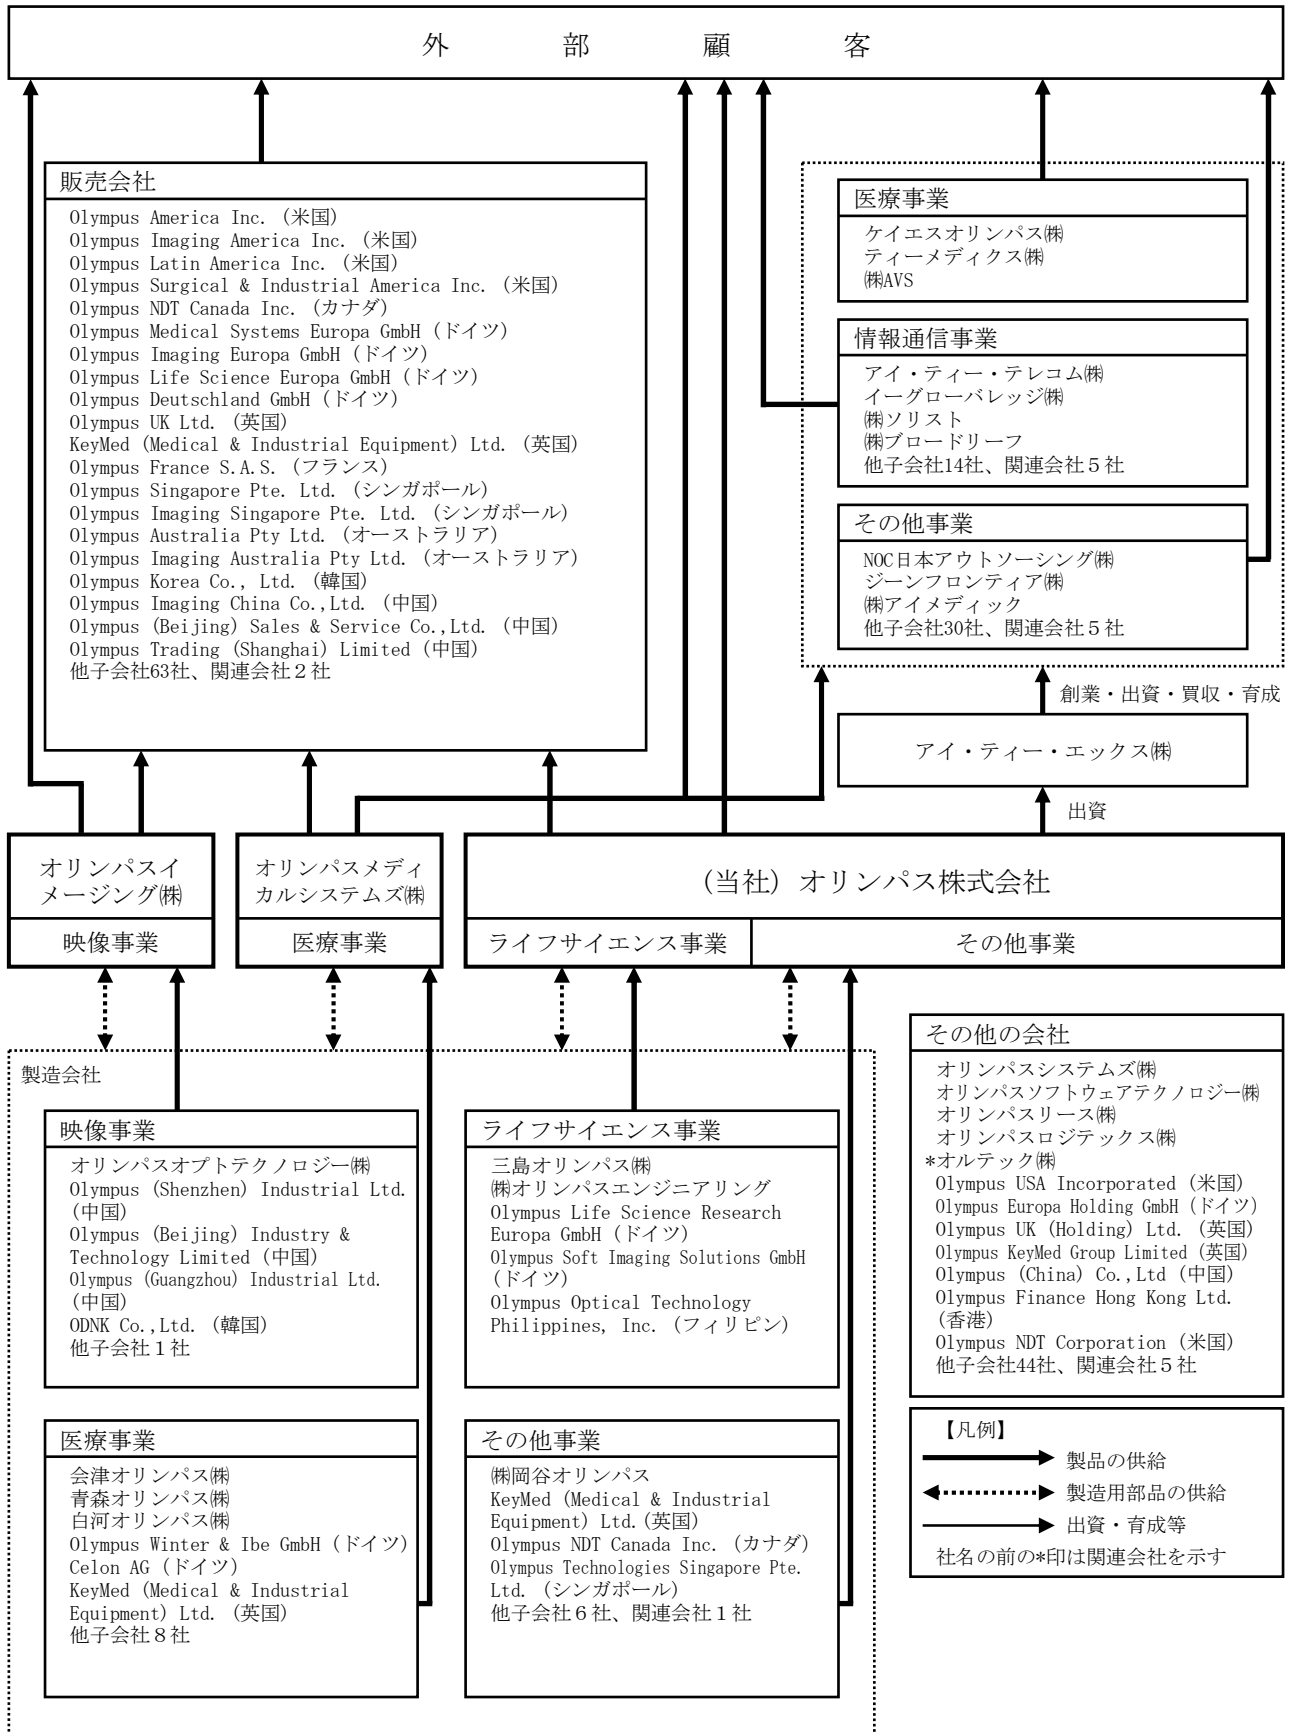 外部顧客
販売会社
Olympus America Inc.（米国）
Olympus Imaging America Inc.（米国）
Olympus Latin America Inc.（米国）
Olympus Surgical & Industrial America Inc.（米国）
Olympus NDT Canada Inc.（カナダ）
Olympus Medical Systems Europa GmbH（ドイツ）
Olympus Imaging Europa GmbH（ドイツ）
Olympus Life Science Europa GmbH（ドイツ）
Olympus Deutschland GmbH（ドイツ）
Olympus UK Ltd.（英国）
KeyMed (Medical & Industrial Equipment) Ltd.（英国）
Olympus France S.A.S.（フランス）
Olympus Singapore Pte. Ltd.（シンガポール）
Olympus Imaging Singapore Pte. Ltd.（シンガポール）
Olympus Australia Pty Ltd.（オーストラリア）
Olympus Imaging Australia Pty Ltd.（オーストラリア）
Olympus Korea Co., Ltd.（韓国）
Olympus Imaging China Co.,Ltd.（中国）
Olympus (Beijing) Sales & Service Co.,Ltd.（中国）
Olympus Trading (Shanghai) Limited（中国）
他子会社63社、関連会社２社
医療事業
ケイエスオリンパス㈱
ティーメディクス㈱
㈱AVS
情報通信事業
アイ・ティー・テレコム㈱
イーグローバレッジ㈱
㈱ソリスト
㈱ブロードリーフ
他子会社14社、関連会社５社
その他事業
NOC日本アウトソーシング㈱
ジーンフロンティア㈱
㈱アイメディック
他子会社30社、関連会社５社
創業・出資・買収・育成
アイ・ティー・エックス㈱
出資
オリンパスイ
メージング㈱
映像事業
オリンパスメディ
カルシステムズ㈱
医療事業
（当社）オリンパス株式会社
ライフサイエンス事業
その他事業
製造会社
映像事業
オリンパスオプトテクノロジー㈱
Olympus (Shenzhen) Industrial Ltd.
（中国）
Olympus (Beijing) Industry &
Technology Limited（中国）
Olympus (Guangzhou) Industrial Ltd.
（中国）
ODNK Co.,Ltd.（韓国）
他子会社１社
ライフサイエンス事業
三島オリンパス㈱
㈱オリンパスエンジニアリング
Olympus Life Science Research
Europa GmbH（ドイツ）
Olympus Soft Imaging Solutions GmbH
（ドイツ）
Olympus Optical Technology
Philippines, Inc.（フィリピン）
医療事業
会津オリンパス㈱
青森オリンパス㈱
白河オリンパス㈱
Olympus Winter & Ibe GmbH（ドイツ）
Celon AG（ドイツ）
KeyMed (Medical & Industrial
Equipment) Ltd.（英国）
他子会社８社
その他事業
㈱岡谷オリンパス
KeyMed (Medical & Industrial
Equipment) Ltd.(英国）
Olympus NDT Canada Inc.（カナダ）
Olympus Technologies Singapore Pte.
Ltd.（シンガポール）
他子会社６社、関連会社１社
その他の会社
オリンパスシステムズ㈱
オリンパスソフトウェアテクノロジー㈱
オリンパスリース㈱
オリンパスロジテックス㈱
*オルテック㈱
Olympus USA Incorporated（米国）
Olympus Europa Holding GmbH（ドイツ）
Olympus UK (Holding) Ltd.（英国）
Olympus KeyMed Group Limited（英国）
Olympus (China) Co.,Ltd（中国）
Olympus Finance Hong Kong Ltd.
（香港）
Olympus NDT Corporation（米国）
他子会社44社、関連会社５社
【凡例】
製品の供給
製造用部品の供給
出資・育成等
社名の前の*印は関連会社を示す